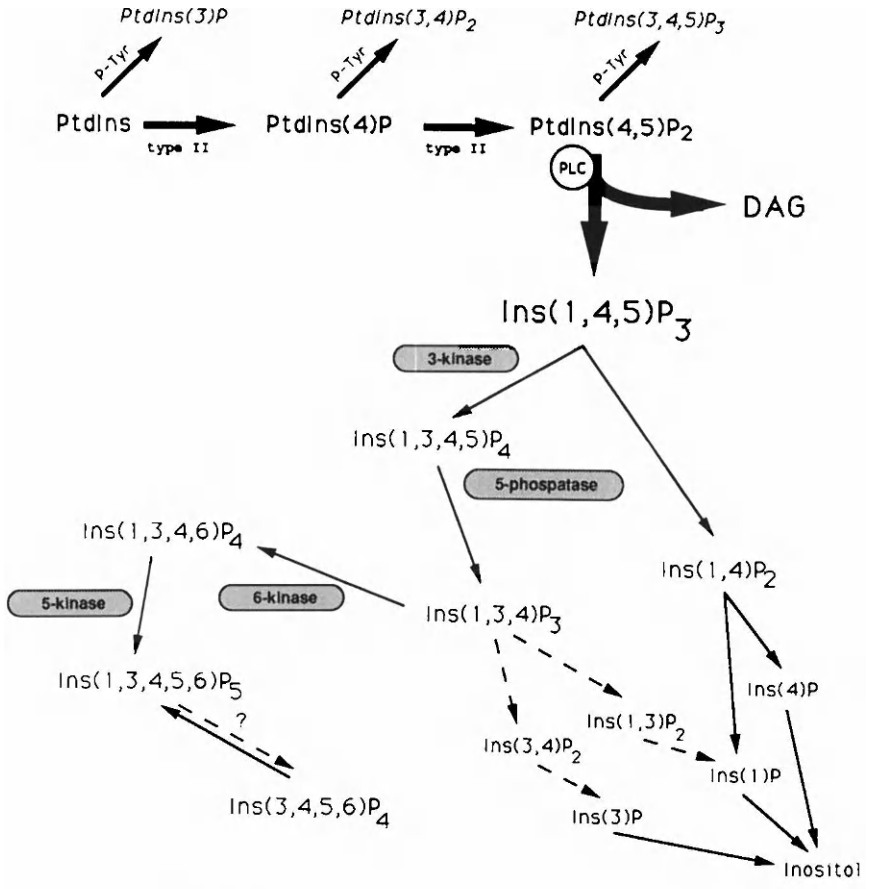 PtdIns(3)P PtdIns(3,4)P2 PtdIns(3,4,5)P3
P-Tyr P-Tyr P-Tyr
PtdIns PtdIns(4)P PtdIns(4,5)P2
type II type II
PLC
DAG
Ins(1,4,5)P3
3-kinase
Ins(1,3,4,5)P4
5-phospatase
Ins(1,3,4,6)P4
Ins(1,4)P2
5-kinase 6-kinase
Ins(1,3,4)P3
Ins(1,3,4,5,6)P5
Ins(4)P
?
Ins(1,3)P2
Ins(3,4)P2
Ins(1)P
Ins(3,4,5,6)P4
Ins(3)P
Inositol